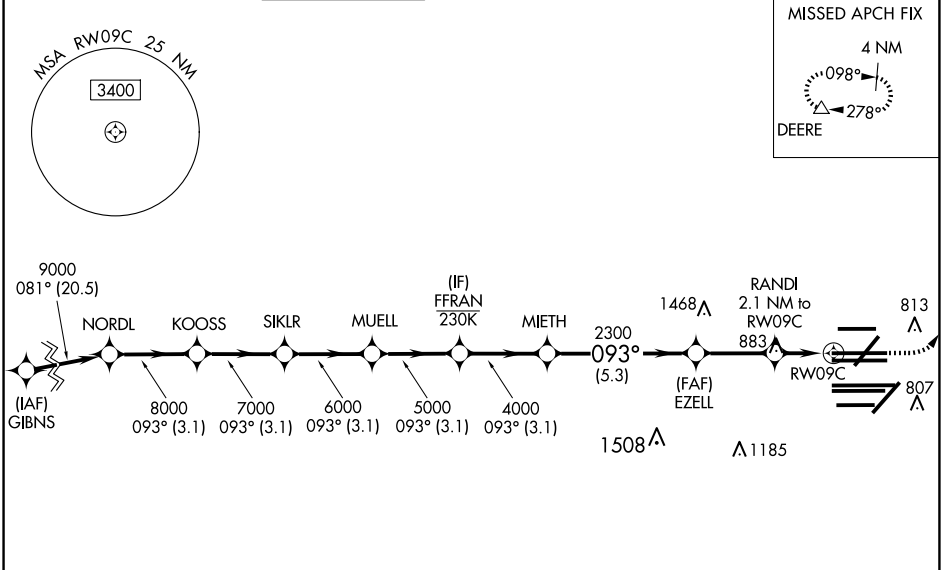 MSA RW09C 25 NM
3400
MISSED APCH FIX
4 NM
098°
278°
DEERE
9000
081° (20.5)
(IAF)
GIBNS
NORDL
8000
093° (3.1)
KOOSS
7000
093° (3.1)
SIKLR
6000
093° (3.1)
MUELL
5000
093° (3.1)
(IF)
FFRAN
230K
4000
093° (3.1)
MIETH
2300
093°
(5.3)
(FAF)
EZELL
1468
RANDI
2.1 NM to
RW09C
883
RW09C
813
807
1508
1185